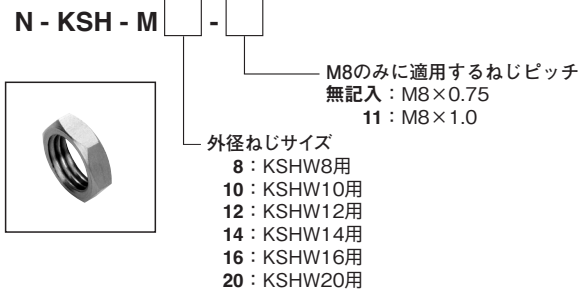 N - KSH - M □ - □
M8のみに適用するねじピッチ
無記入：M8×0.75
11：M8×1.0
外径ねじサイズ
8：KSHW8用
10：KSHW10用
12：KSHW12用
14：KSHW14用
16：KSHW16用
20：KSHW20用